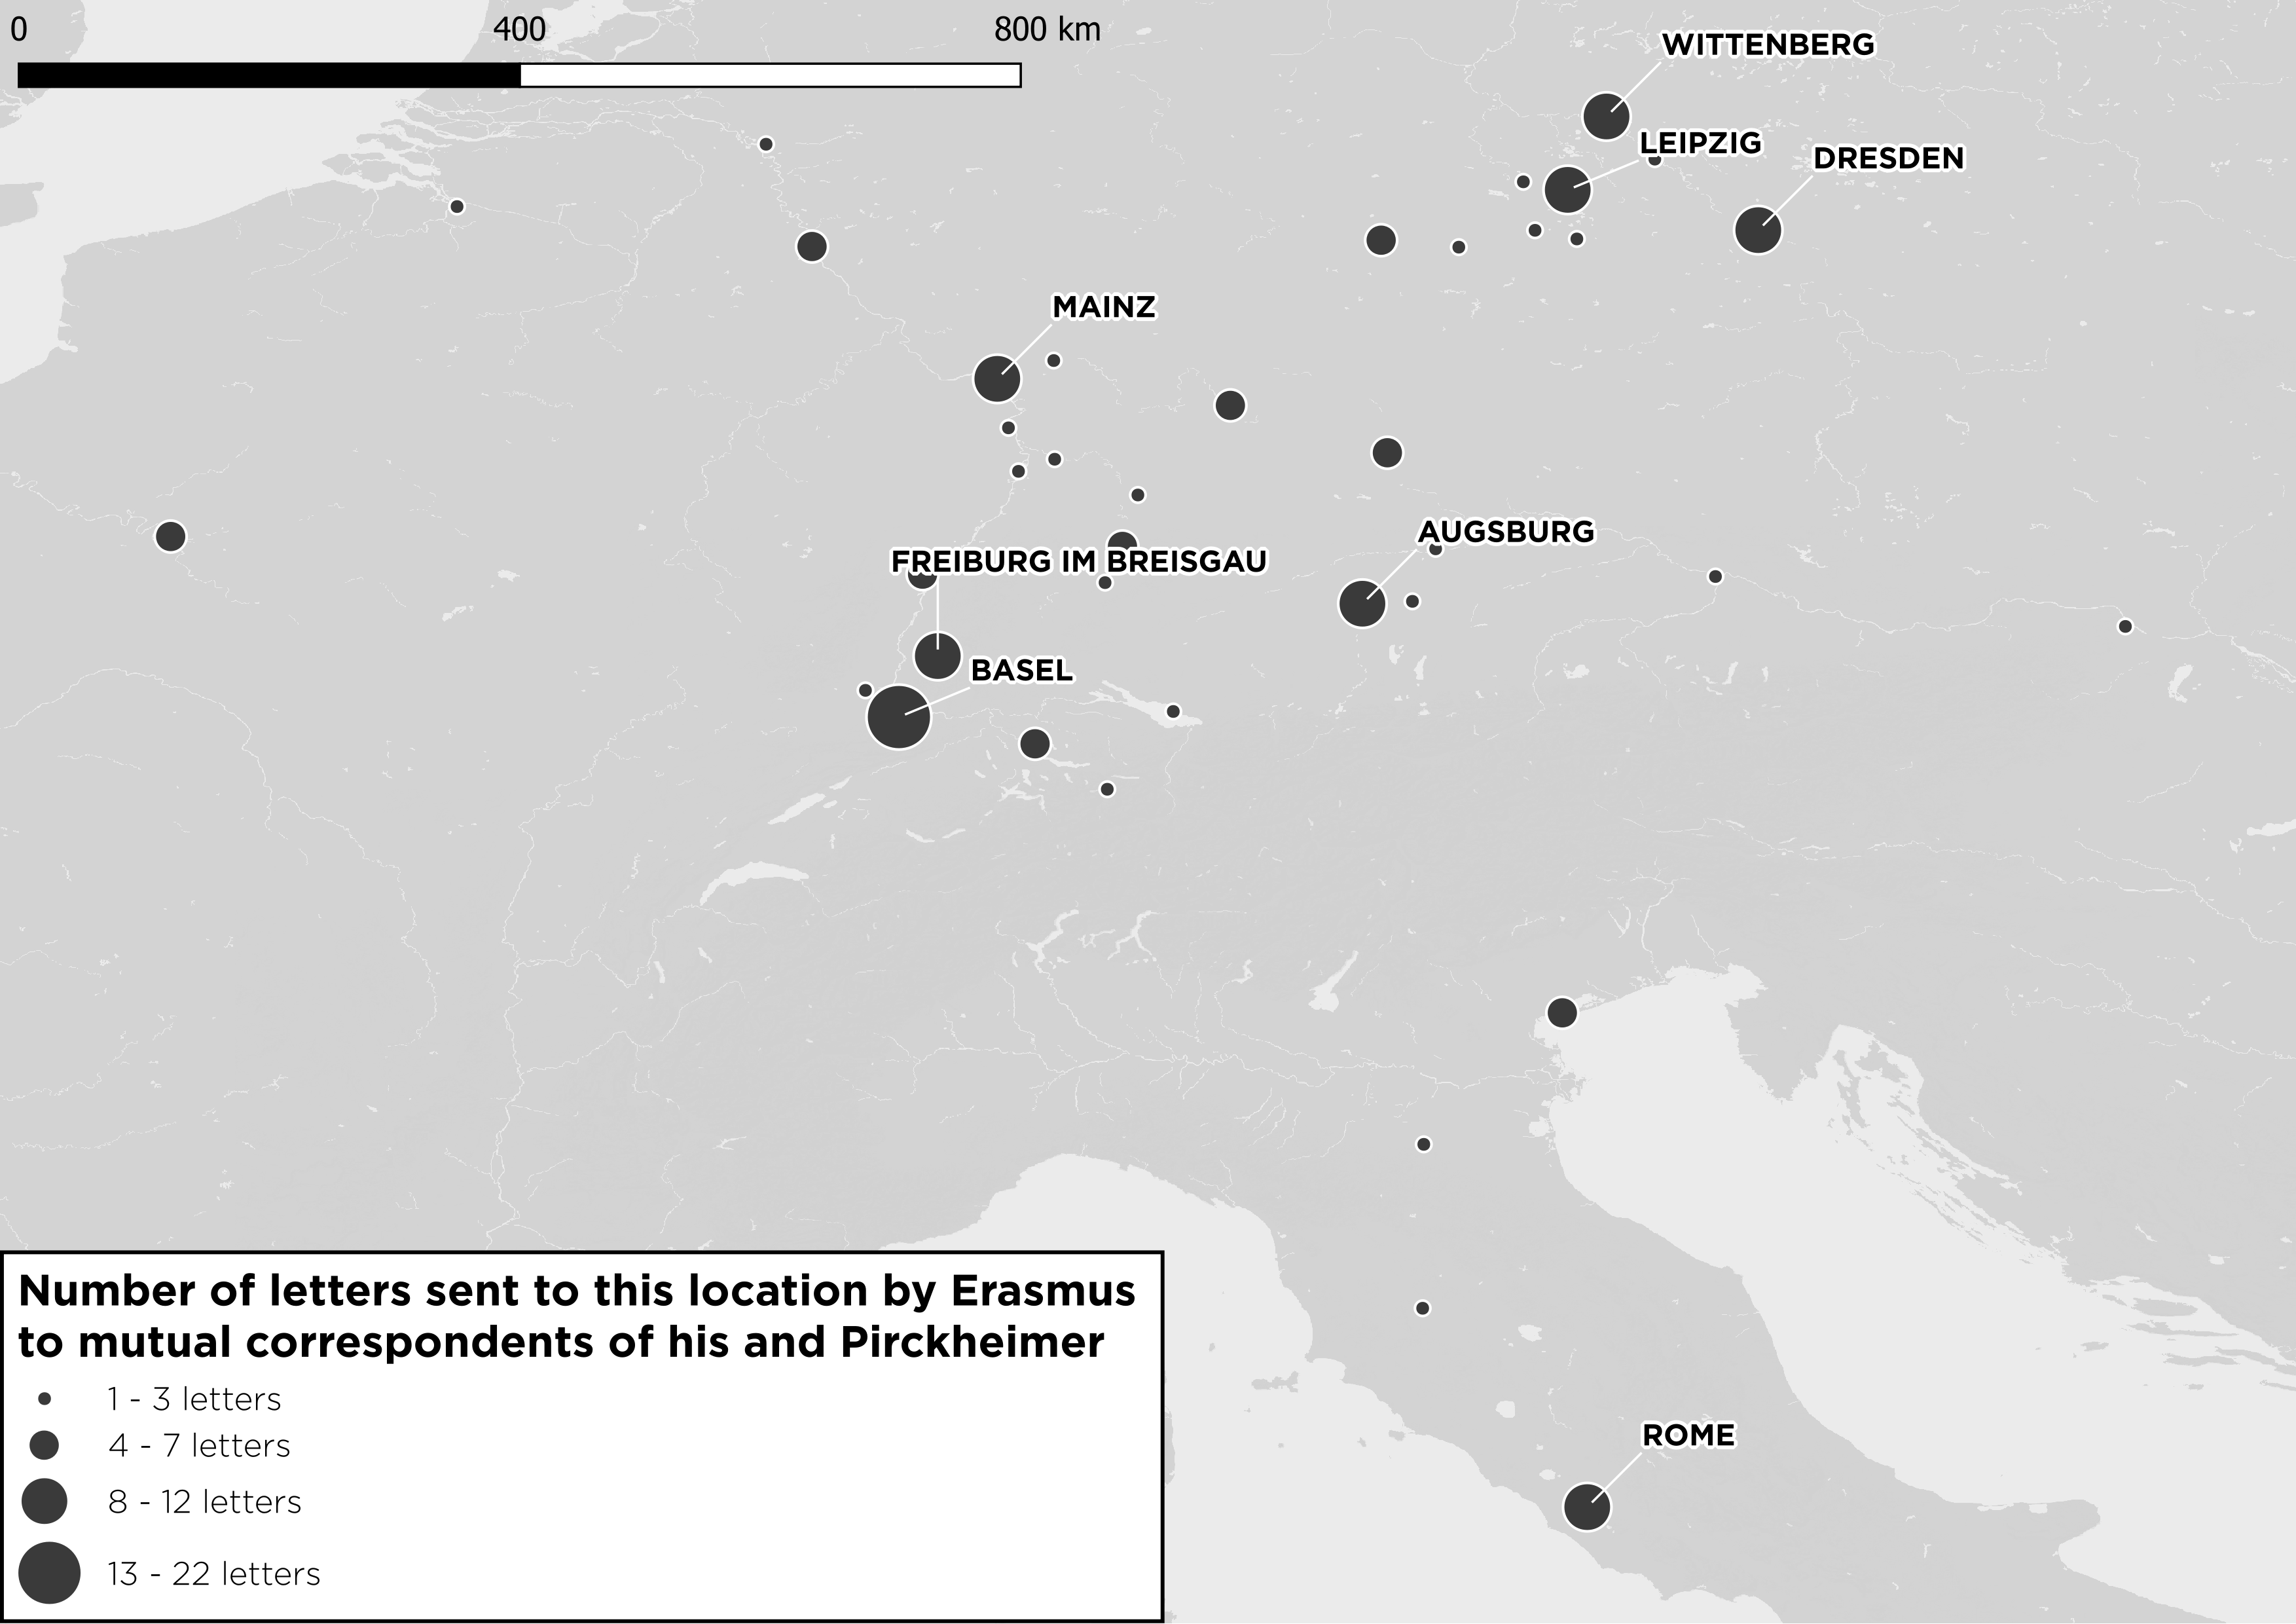 0 400 800 km
WITTENBERG
LEIPZIG
DRESDEN
MAINZ
AUGSBURG
FREIBURG IM BREISGAU
BASEL
ROME
Number of letters sent to this location by Erasmus
to mutual correspondents of his and Pirckheimer
1 - 3 letters
4 - 7 letters
8 - 12 letters
13 - 22 letters